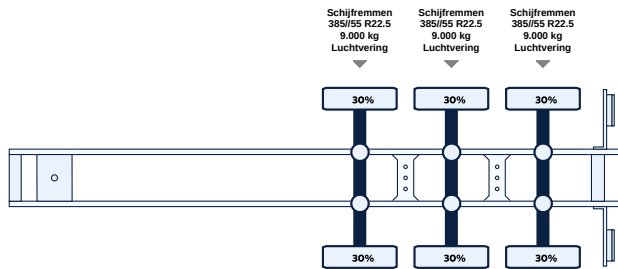 Schijfremmen
385//55 R22.5
9.000 kg
Luchtvering
Schijfremmen
385//55 R22.5
9.000 kg
Luchtvering
Schijfremmen
385//55 R22.5
9.000 kg
Luchtvering
30%
30%
30%
30%
30%
30%